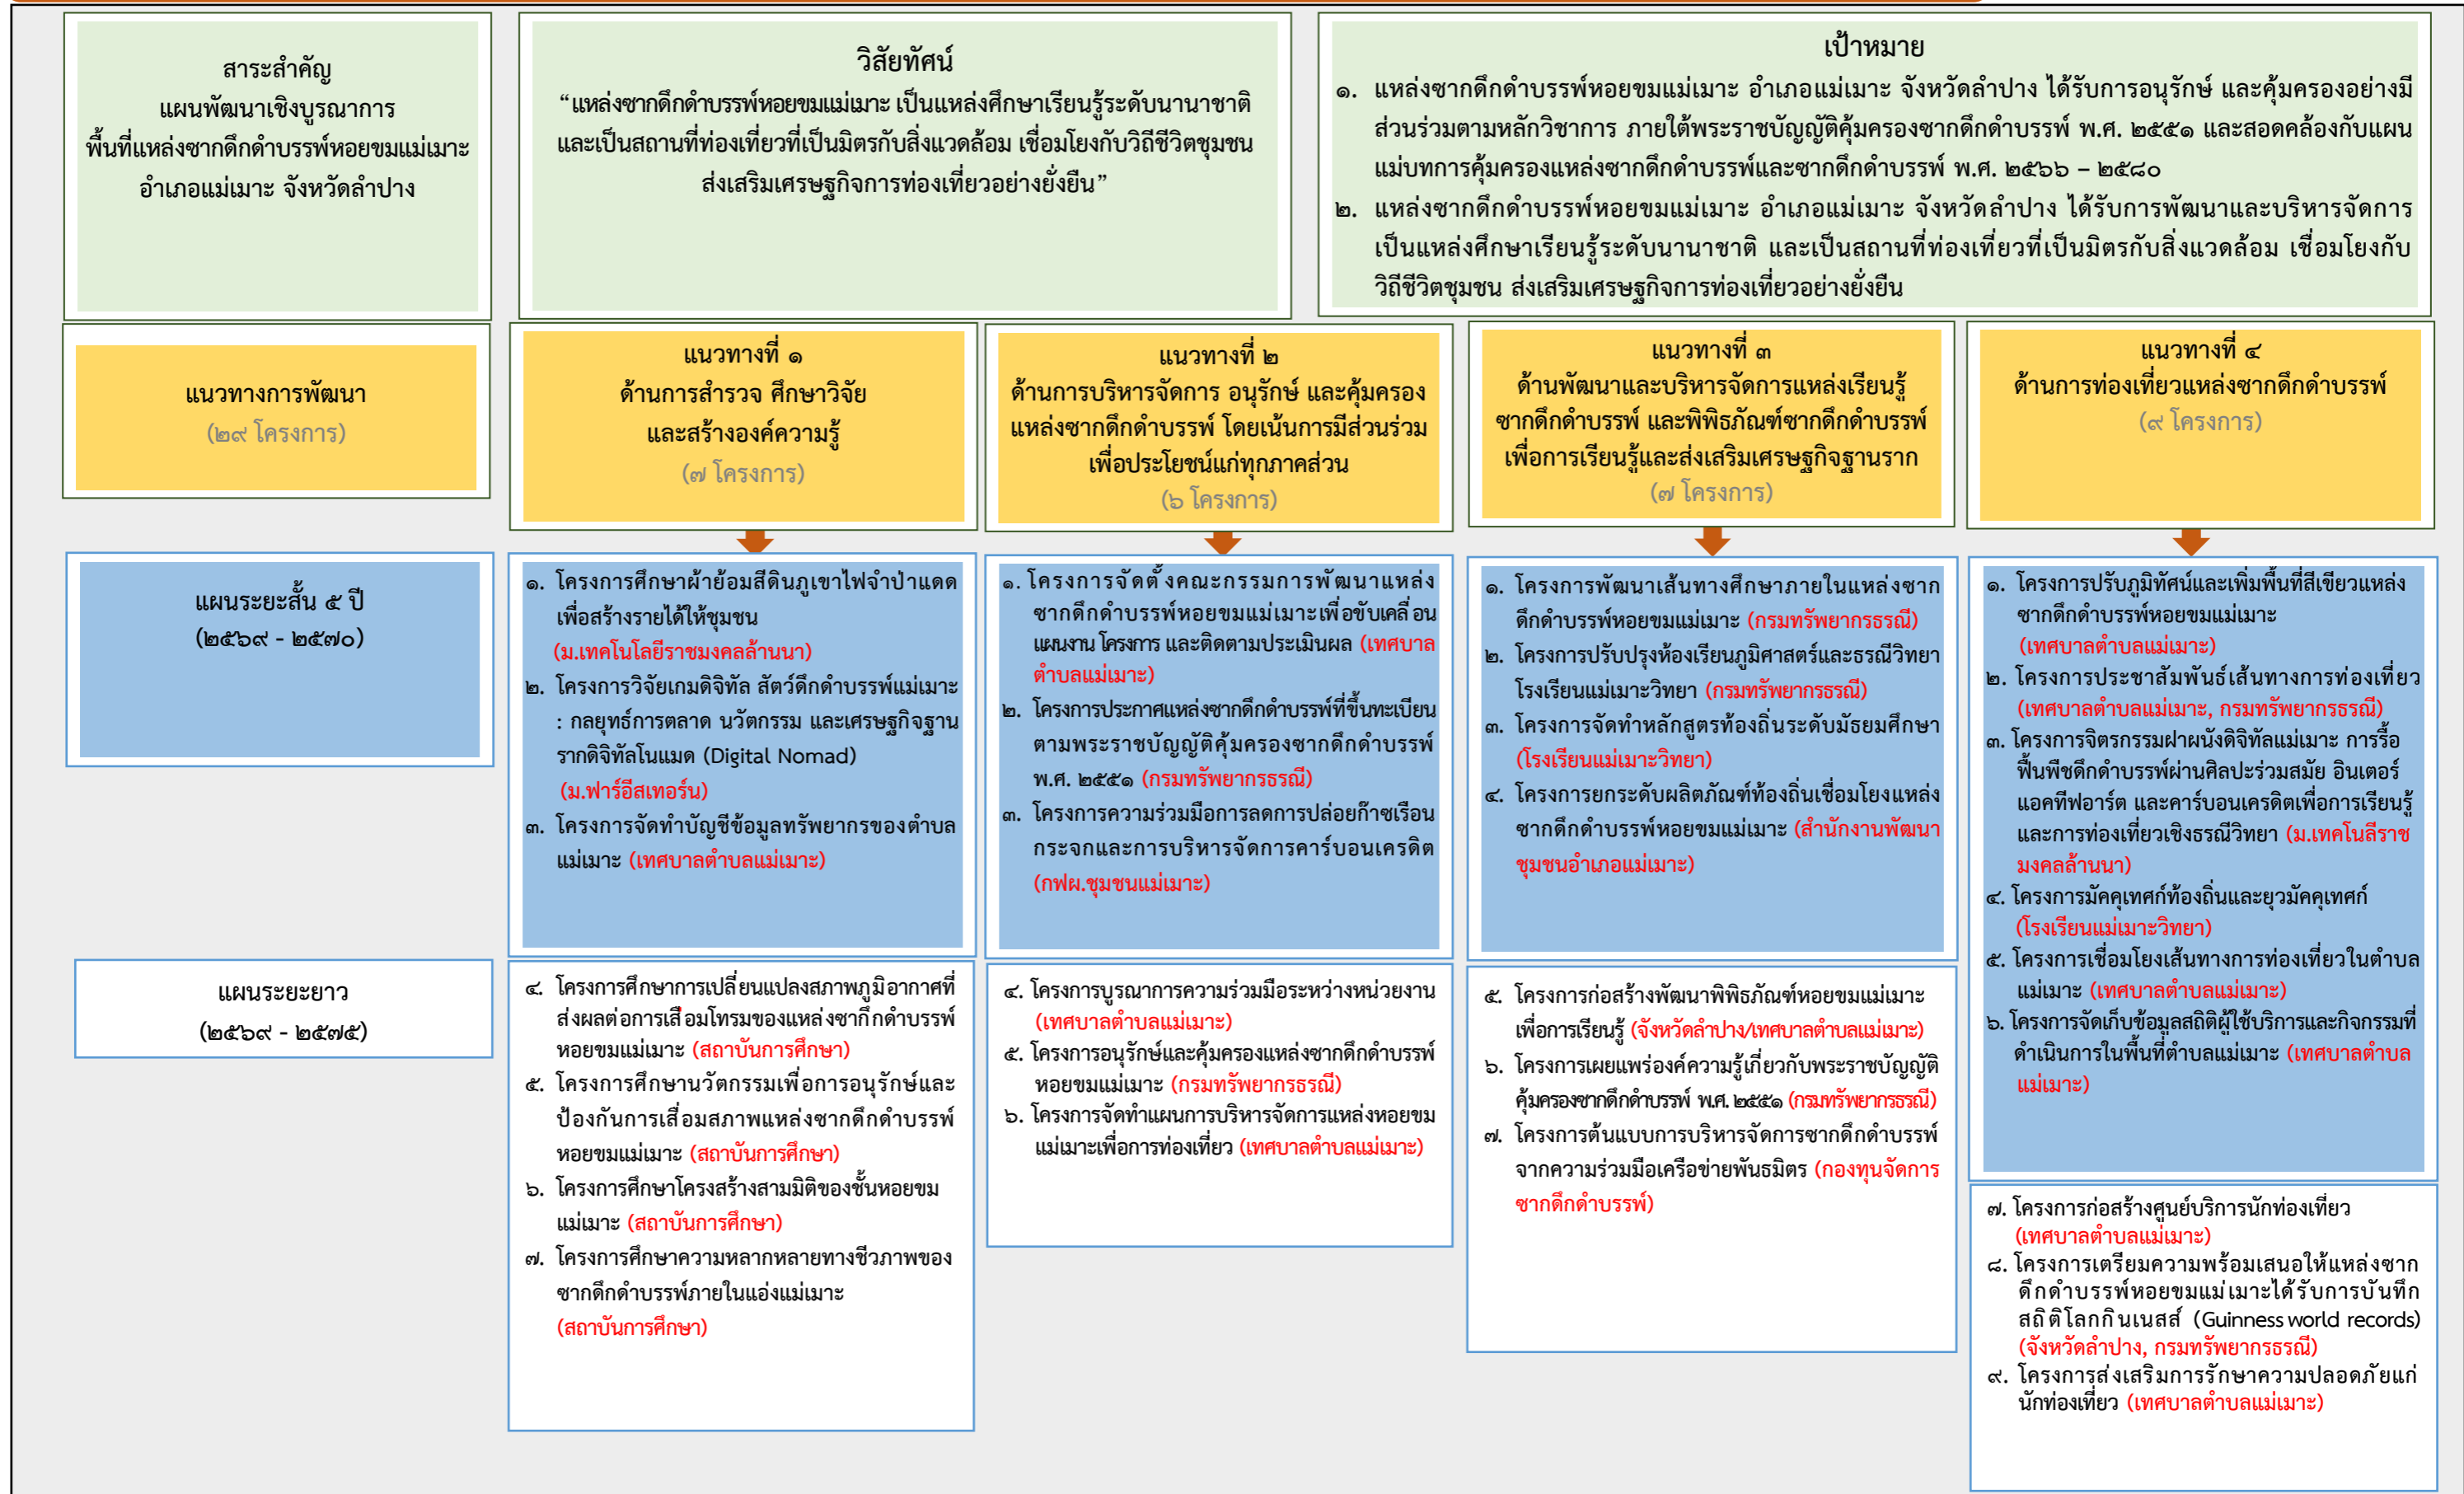 สาระสำคัญ
แผนพัฒนาเชิงบูรณาการ
พื้นที่แหล่งซากดึกดำบรรพ์หอยขมแม่เมาะ
อำเภอแม่เมาะ จังหวัดลำปาง
วิสัยทัศน์
“แหล่งซากดึกดำบรรพ์หอยขมแม่เมาะ เป็นแหล่งศึกษาเรียนรู้ระดับนานาชาติ
และเป็นสถานที่ท่องเที่ยวที่เป็นมิตรกับสิ่งแวดล้อม เชื่อมโยงกับวิถีชีวิตชุมชน
ส่งเสริมเศรษฐกิจการท่องเที่ยวอย่างยั่งยืน”
เป้าหมาย
๑. แหล่งซากดึกดำบรรพ์หอยขมแม่เมาะ อำเภอแม่เมาะ จังหวัดลำปาง ได้รับการอนุรักษ์ และคุ้มครองอย่างมี
ส่วนร่วมตามหลักวิชาการ ภายใต้พระราชบัญญัติคุ้มครองซากดึกดำบรรพ์ พ.ศ. ๒๕๕๑ และสอดคล้องกับแผน
แม่บทการคุ้มครองแหล่งซากดึกดำบรรพ์และซากดึกดำบรรพ์ พ.ศ. ๒๕๖๖ – ๒๕๘๐
๒. แหล่งซากดึกดำบรรพ์หอยขมแม่เมาะ อำเภอแม่เมาะ จังหวัดลำปาง ได้รับการพัฒนาและบริหารจัดการ
เป็นแหล่งศึกษาเรียนรู้ระดับนานาชาติ และเป็นสถานที่ท่องเที่ยวที่เป็นมิตรกับสิ่งแวดล้อม เชื่อมโยงกับ
วิถีชีวิตชุมชน ส่งเสริมเศรษฐกิจการท่องเที่ยวอย่างยั่งยืน
แนวทางการพัฒนา
(๒๙ โครงการ)
แนวทางที่ ๑
ด้านการสำรวจ ศึกษาวิจัย
และสร้างองค์ความรู้
(๗ โครงการ)
แนวทางที่ ๒
ด้านการบริหารจัดการ อนุรักษ์ และคุ้มครอง
แหล่งซากดึกดำบรรพ์ โดยเน้นการมีส่วนร่วม
เพื่อประโยชน์แก่ทุกภาคส่วน
(๖ โครงการ)
แนวทางที่ ๓
ด้านพัฒนาและบริหารจัดการแหล่งเรียนรู้
ซากดึกดำบรรพ์ และพิพิธภัณฑ์ซากดึกดำบรรพ์
เพื่อการเรียนรู้และส่งเสริมเศรษฐกิจฐานราก
(๗ โครงการ)
แนวทางที่ ๔
ด้านการท่องเที่ยวแหล่งซากดึกดำบรรพ์
(๙ โครงการ)
แผนระยะสั้น ๕ ปี
(๒๕๖๙ - ๒๕๗๐)
๑. โครงการศึกษาผ้าย้อมสีดินภูเขาไฟจำป่าแดด
เพื่อสร้างรายได้ให้ชุมชน
(ม.เทคโนโลยีราชมงคลล้านนา)
๒. โครงการวิจัยเกมดิจิทัล สัตว์ดึกดำบรรพ์แม่เมาะ
: กลยุทธ์การตลาด นวัตกรรม และเศรษฐกิจฐาน
รากดิจิทัลโนแมด (Digital Nomad)
(ม.ฟาร์อีสเทอร์น)
๓. โครงการจัดทำบัญชีข้อมูลทรัพยากรของตำบล
แม่เมาะ (เทศบาลตำบลแม่เมาะ)
๑. โครงการจัดตั้งคณะกรรมการพัฒนาแหล่ง
ซากดึกดำบรรพ์หอยขมแม่เมาะเพื่อขับเคลื่อน
แผนงาน โครงการ และติดตามประเมินผล (เทศบาล
ตำบลแม่เมาะ)
๒. โครงการประกาศแหล่งซากดึกดำบรรพ์ที่ขึ้นทะเบียน
ตามพระราชบัญญัติคุ้มครองซากดึกดำบรรพ์
พ.ศ. ๒๕๕๑ (กรมทรัพยากรธรณี)
๓. โครงการความร่วมมือการลดการปล่อยก๊าซเรือน
กระจกและการบริหารจัดการคาร์บอนเครดิต
(กฟผ.ชุมชนแม่เมาะ)
๑. โครงการพัฒนาเส้นทางศึกษาภายในแหล่งซาก
ดึกดำบรรพ์หอยขมแม่เมาะ (กรมทรัพยากรธรณี)
๒. โครงการปรับปรุงห้องเรียนภูมิศาสตร์และธรณีวิทยา
โรงเรียนแม่เมาะวิทยา (กรมทรัพยากรธรณี)
๓. โครงการจัดทำหลักสูตรท้องถิ่นระดับมัธยมศึกษา
(โรงเรียนแม่เมาะวิทยา)
๔. โครงการยกระดับผลิตภัณฑ์ท้องถิ่นเชื่อมโยงแหล่ง
ซากดึกดำบรรพ์หอยขมแม่เมาะ (สำนักงานพัฒนา
ชุมชนอำเภอแม่เมาะ)
๑. โครงการปรับภูมิทัศน์และเพิ่มพื้นที่สีเขียวแหล่ง
ซากดึกดำบรรพ์หอยขมแม่เมาะ
(เทศบาลตำบลแม่เมาะ)
๒. โครงการประชาสัมพันธ์เส้นทางการท่องเที่ยว
(เทศบาลตำบลแม่เมาะ, กรมทรัพยากรธรณี)
๓. โครงการจิตรกรรมฝาผนังดิจิทัลแม่เมาะ การรื้อ
ฟื้นพืชดึกดำบรรพ์ผ่านศิลปะร่วมสมัย อินเตอร์
แอคทีฟอาร์ต และคาร์บอนเครดิตเพื่อการเรียนรู้
และการท่องเที่ยวเชิงธรณีวิทยา (ม.เทคโนลีราช
มงคลล้านนา)
๔. โครงการมัคคุเทศก์ท้องถิ่นและยุวมัคคุเทศก์
(โรงเรียนแม่เมาะวิทยา)
๕. โครงการเชื่อมโยงเส้นทางการท่องเที่ยวในตำบล
แม่เมาะ (เทศบาลตำบลแม่เมาะ)
๖. โครงการจัดเก็บข้อมูลสถิติผู้ใช้บริการและกิจกรรมที่
ดำเนินการในพื้นที่ตำบลแม่เมาะ (เทศบาลตำบล
แม่เมาะ)
แผนระยะยาว
(๒๕๖๙ - ๒๕๗๕)
๔. โครงการศึกษาการเปลี่ยนแปลงสภาพภูมิอากาศที่
ส่งผลต่อการเสื่อมโทรมของแหล่งซากึกดำบรรพ์
หอยขมแม่เมาะ (สถาบันการศึกษา)
๕. โครงการศึกษานวัตกรรมเพื่อการอนุรักษ์และ
ป้องกันการเสื่อมสภาพแหล่งซากดึกดำบรรพ์
หอยขมแม่เมาะ (สถาบันการศึกษา)
๖. โครงการศึกษาโครงสร้างสามมิติของชั้นหอยขม
แม่เมาะ (สถาบันการศึกษา)
๗. โครงการศึกษาความหลากหลายทางชีวภาพของ
ซากดึกดำบรรพ์ภายในแอ่งแม่เมาะ
(สถาบันการศึกษา)
๔. โครงการบูรณาการความร่วมมือระหว่างหน่วยงาน
(เทศบาลตำบลแม่เมาะ)
๕. โครงการอนุรักษ์และคุ้มครองแหล่งซากดึกดำบรรพ์
หอยขมแม่เมาะ (กรมทรัพยากรธรณี)
๖. โครงการจัดทำแผนการบริหารจัดการแหล่งหอยขม
แม่เมาะเพื่อการท่องเที่ยว (เทศบาลตำบลแม่เมาะ)
๕. โครงการก่อสร้างพัฒนาพิพิธภัณฑ์หอยขมแม่เมาะ
เพื่อการเรียนรู้ (จังหวัดลำปาง/เทศบาลตำบลแม่เมาะ)
๖. โครงการเผยแพร่องค์ความรู้เกี่ยวกับพระราชบัญญัติ
คุ้มครองซากดึกดำบรรพ์ พ.ศ. ๒๕๕๑ (กรมทรัพยากรธรณี)
๗. โครงการต้นแบบการบริหารจัดการซากดึกดำบรรพ์
จากความร่วมมือเครือข่ายพันธมิตร (กองทุนจัดการ
ซากดึกดำบรรพ์)
๗. โครงการก่อสร้างศูนย์บริการนักท่องเที่ยว
(เทศบาลตำบลแม่เมาะ)
๘. โครงการเตรียมความพร้อมเสนอให้แหล่งซาก
ดึกดำบรรพ์หอยขมแม่เมาะได้รับการบันทึก
สถิติโลกกินเนสส์ (Guinness world records)
(จังหวัดลำปาง, กรมทรัพยากรธรณี)
๙. โครงการส่งเสริมการรักษาความปลอดภัยแก่
นักท่องเที่ยว (เทศบาลตำบลแม่เมาะ)